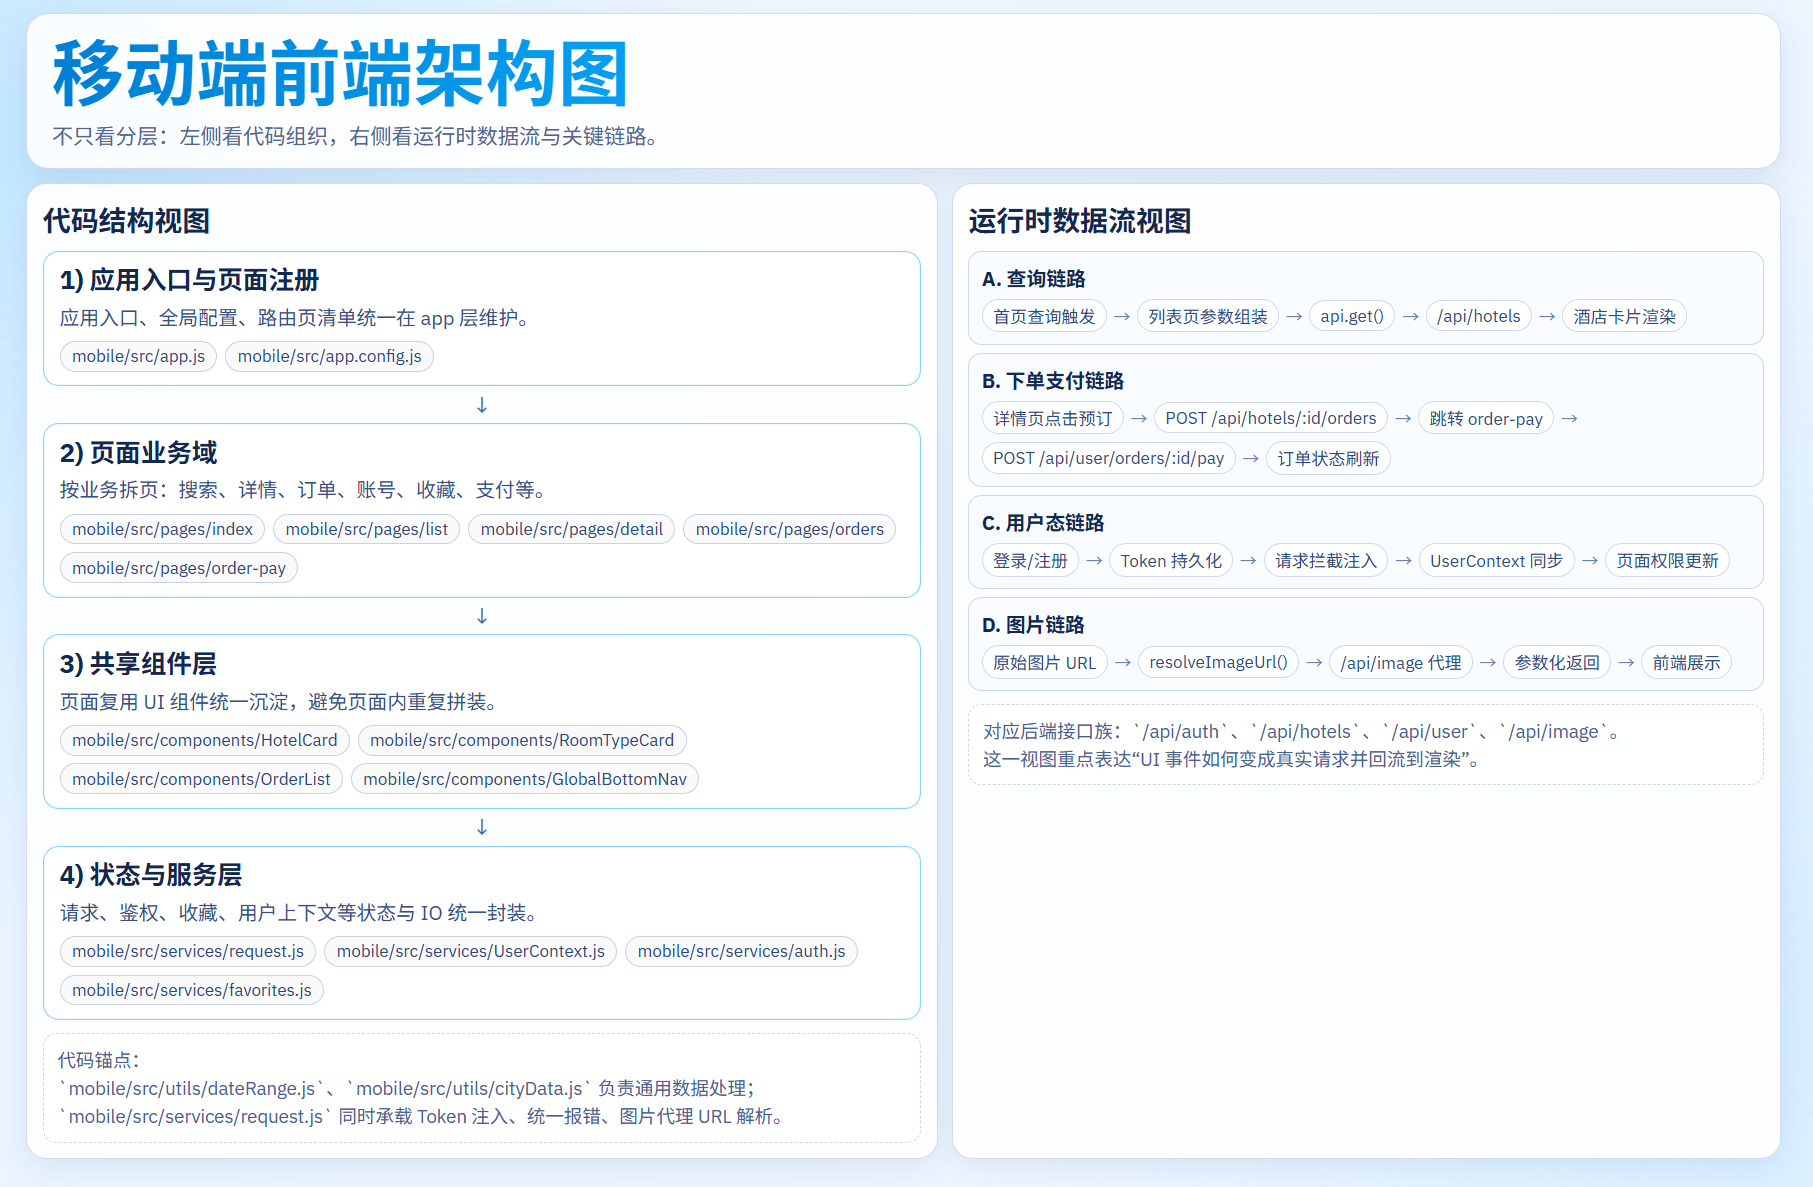 移动端前端架构图
不只看分层：左侧看代码组织，右侧看运行时数据流与关键链路。
代码结构视图
1) 应用入口与页面注册
应用入口、全局配置、路由页清单统一在 app 层维护。
mobile/src/app.js mobile/src/app.config.js
↓
2) 页面业务域
按业务拆页：搜索、详情、订单、账号、收藏、支付等。
mobile/src/pages/index mobile/src/pages/list mobile/src/pages/detail mobile/src/pages/orders
mobile/src/pages/order-pay
↓
3) 共享组件层
页面复用 UI 组件统一沉淀，避免页面内重复拼装。
mobile/src/components/HotelCard mobile/src/components/RoomTypeCard
mobile/src/components/OrderList mobile/src/components/GlobalBottomNav
↓
4) 状态与服务层
请求、鉴权、收藏、用户上下文等状态与 IO 统一封装。
mobile/src/services/request.js mobile/src/services/UserContext.js mobile/src/services/auth.js
mobile/src/services/favorites.js
代码锚点：
`mobile/src/utils/dateRange.js`、`mobile/src/utils/cityData.js` 负责通用数据处理；
`mobile/src/services/request.js` 同时承载 Token 注入、统一报错、图片代理 URL 解析。
运行时数据流视图
A. 查询链路
首页查询触发 → 列表页参数组装 → api.get() → /api/hotels → 酒店卡片渲染
B. 下单支付链路
详情页点击预订 → POST /api/hotels/:id/orders → 跳转 order-pay →
POST /api/user/orders/:id/pay → 订单状态刷新
C. 用户态链路
登录/注册 → Token 持久化 → 请求拦截注入 → UserContext 同步 → 页面权限更新
D. 图片链路
原始图片 URL → resolveImageUrl() → /api/image 代理 → 参数化返回 → 前端展示
对应后端接口族：`/api/auth`、`/api/hotels`、`/api/user`、`/api/image`。
这一视图重点表达“UI 事件如何变成真实请求并回流到渲染”。